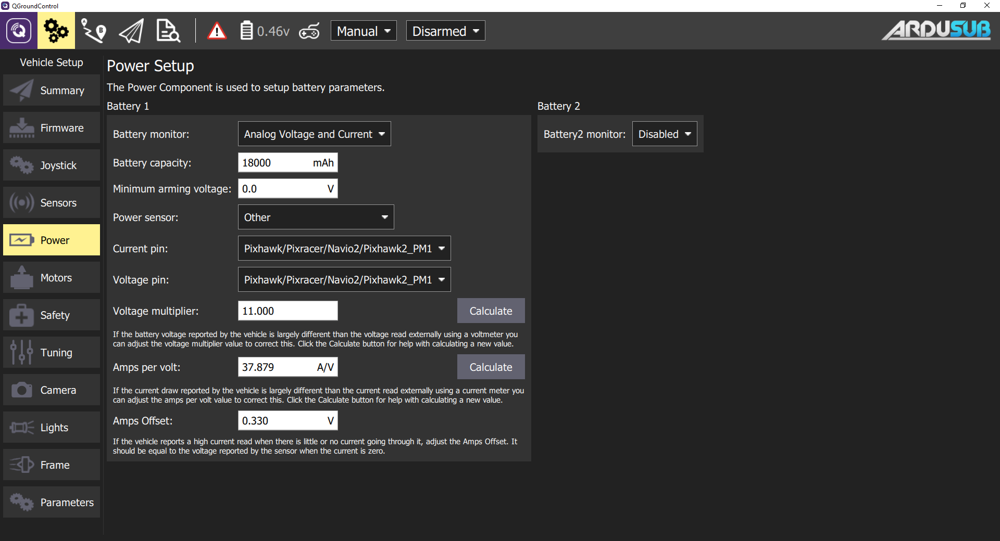 QGroundControl
0.46v
Manual
Disarmed
ARDUSUB
Vehicle Setup
Summary
Firmware
Joystick
Sensors
Power
Motors
Safety
Tuning
Camera
Lights
Frame
Parameters
Power Setup
The Power Component is used to setup battery parameters.
Battery 1
Battery monitor:
Analog Voltage and Current
Battery capacity:
18000 mAh
Minimum arming voltage:
0.0 V
Power sensor:
Other
Current pin:
Pixhawk/Pixracer/Navio2/Pixhawk2_PM1
Voltage pin:
Pixhawk/Pixracer/Navio2/Pixhawk2_PM1
Voltage multiplier:
11.000
Calculate
If the battery voltage reported by the vehicle is largely different than the voltage read externally using a voltmeter you
can adjust the voltage multiplier value to correct this. Click the Calculate button for help with calculating a new value.
Amps per volt:
37.879 A/V
Calculate
If the current draw reported by the vehicle is largely different than the current read externally using a current meter you
can adjust the amps per volt value to correct this. Click the Calculate button for help with calculating a new value.
Amps Offset:
0.330 V
If the vehicle reports a high current read when there is little or no current going through it, adjust the Amps Offset. It
should be equal to the voltage reported by the sensor when the current is zero.
Battery 2
Battery2 monitor:
Disabled